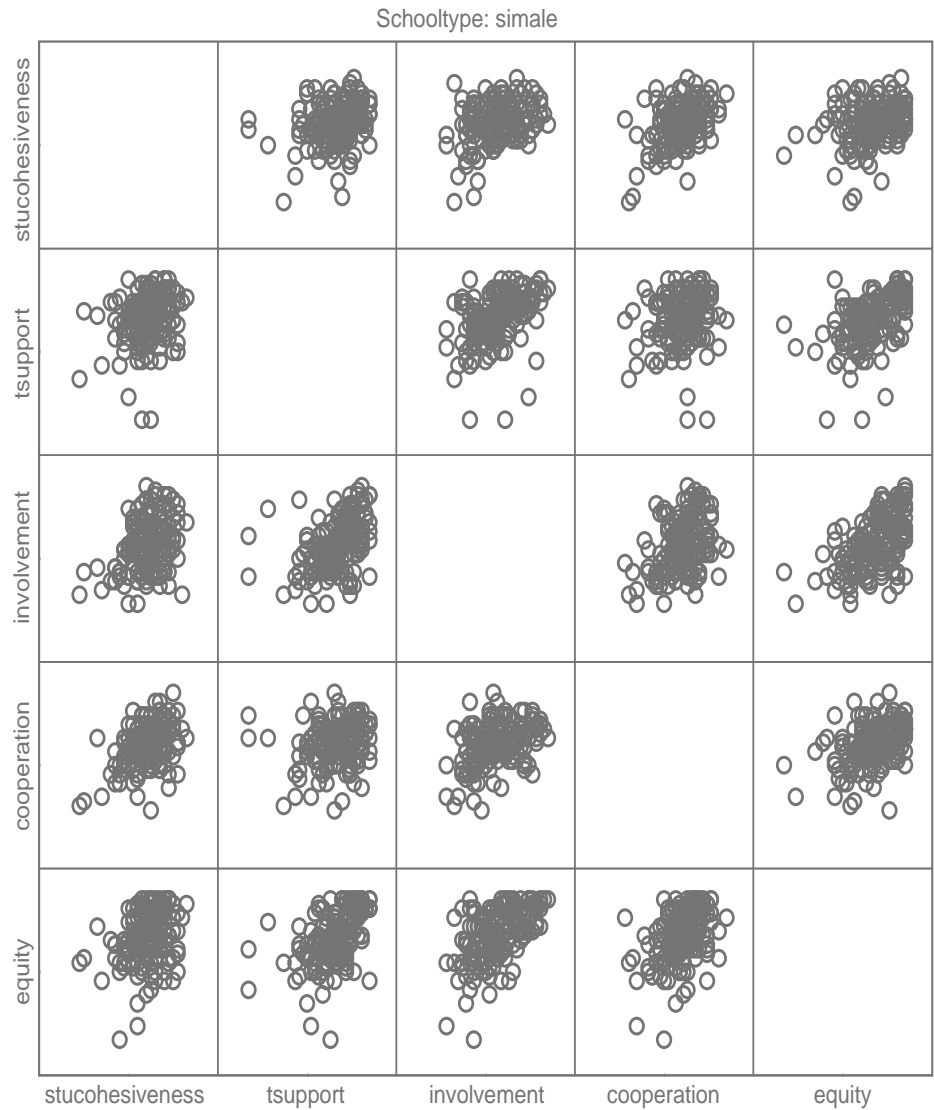 Schooltype: simale
stucohesiveness
tsupport
involvement
cooperation
equity
stucohesiveness
tsupport
involvement
cooperation
equity